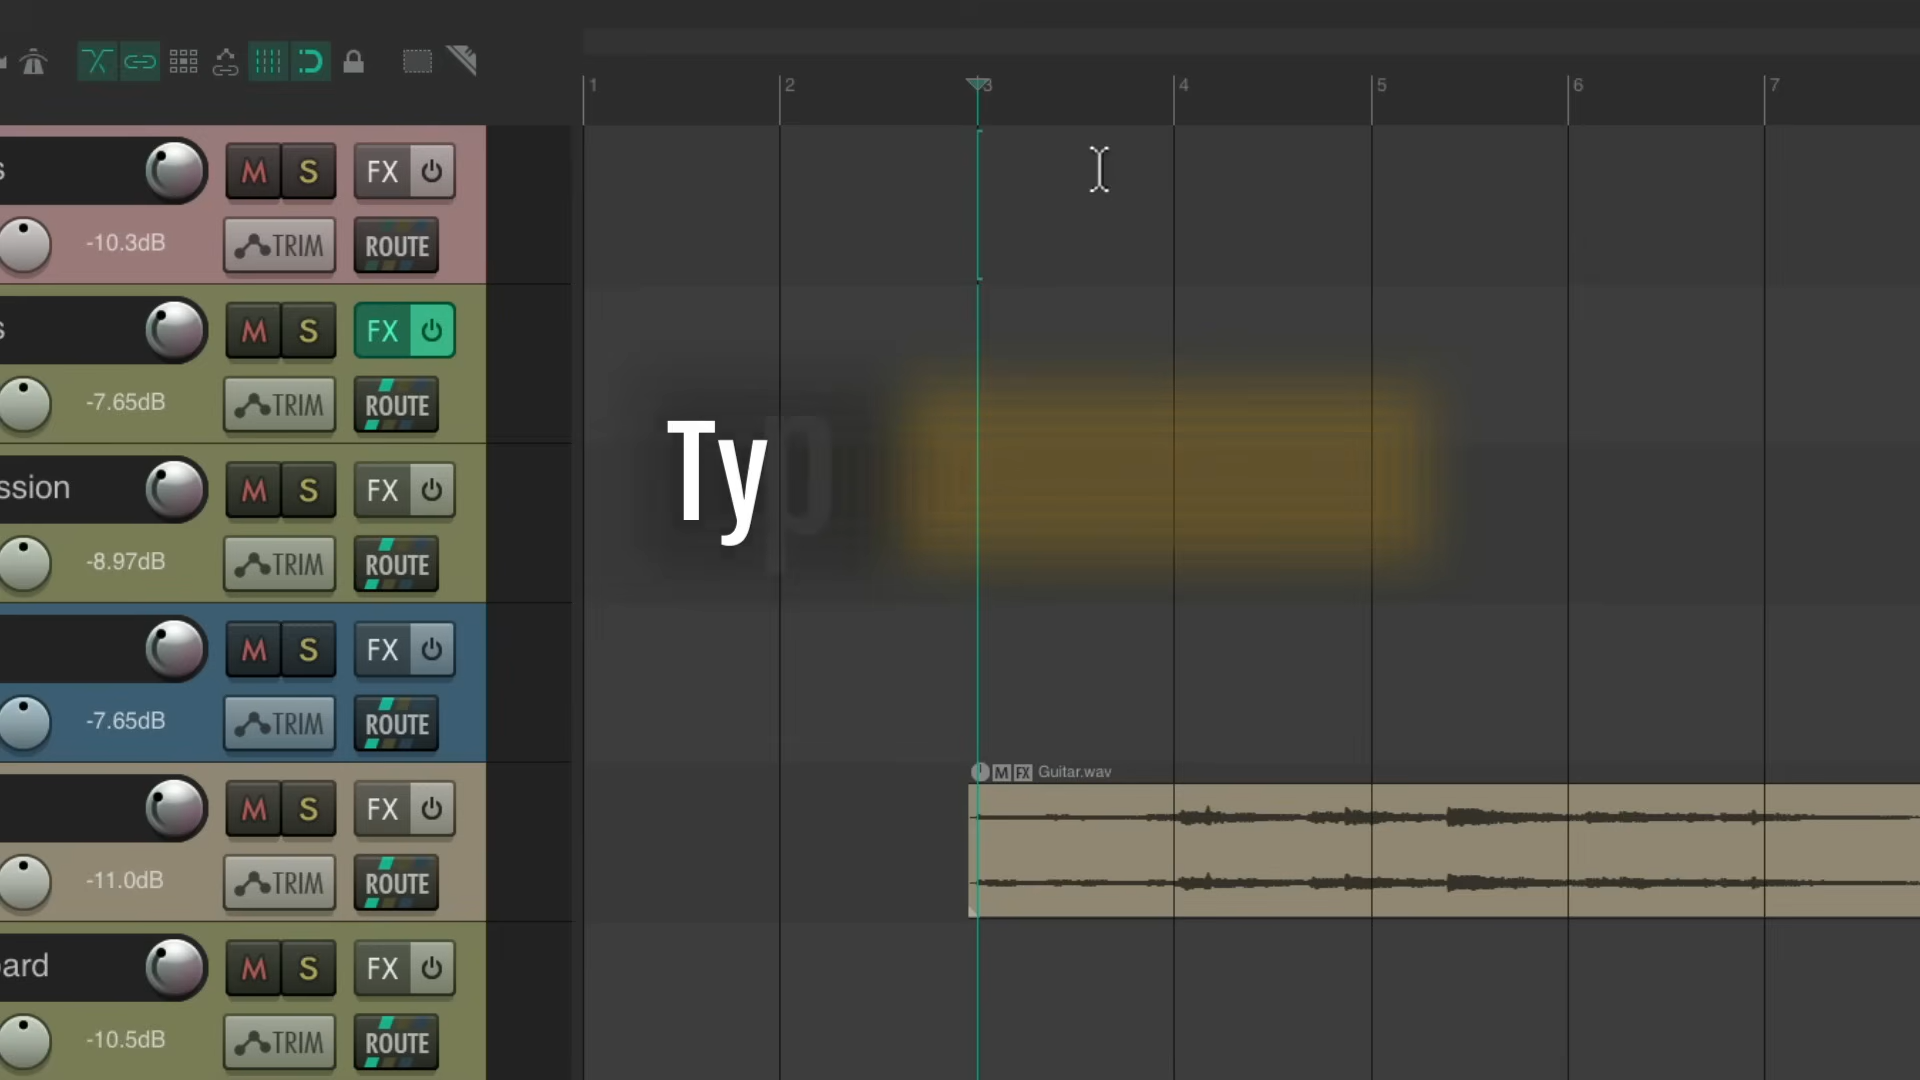 1 2 3 4 5 6 7
s M S FX
-10.3dB TRIM ROUTE
s M S FX
-7.65dB TRIM ROUTE
Typ
ssion M S FX
-8.97dB TRIM ROUTE
M S FX
-7.65dB TRIM ROUTE
M FX Guitar.wav
M S FX
-11.0dB TRIM ROUTE
ard M S FX
-10.5dB TRIM ROUTE